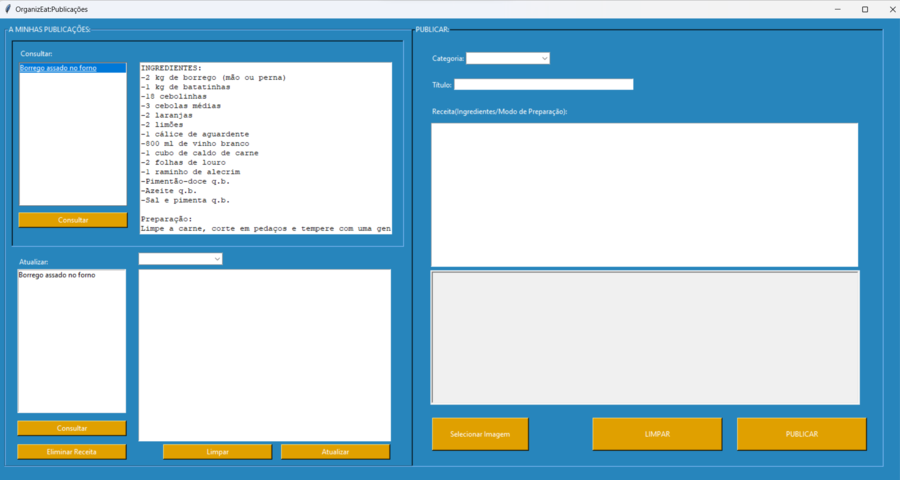 OrganizEat:Publicações
A MINHAS PUBLICAÇÕES:
Consultar:
Borrego assado no forno
INGREDIENTES:
-2 kg de borrego (mão ou perna)
-1 kg de batatinhas
-18 cebolinhas
-3 cebolas médias
-2 laranjas
-2 limões
-1 cálice de aguardente
-800 ml de vinho branco
-1 cubo de caldo de carne
-2 folhas de louro
-1 raminho de alecrim
-Pimentão-doce q.b.
-Azeite q.b.
-Sal e pimenta q.b.
Preparação:
Limpe a carne, corte em pedaços e tempere com uma gen
Consultar
Atualizar:
Borrego assado no forno
Consultar
Eliminar Receita
Limpar
Atualizar
PUBLICAR:
Categoria:
Título:
Receita(Ingredientes/Modo de Preparação):
Selecionar Imagem
LIMPAR
PUBLICAR